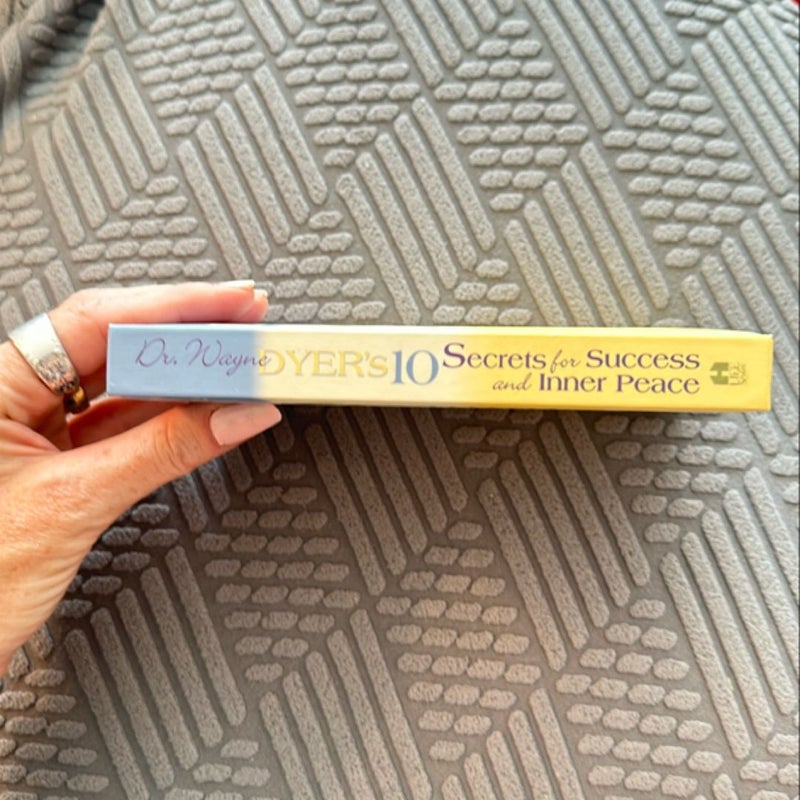 Dr. Wayne DYER'S 10 Secrets for Success
and Inner Peace